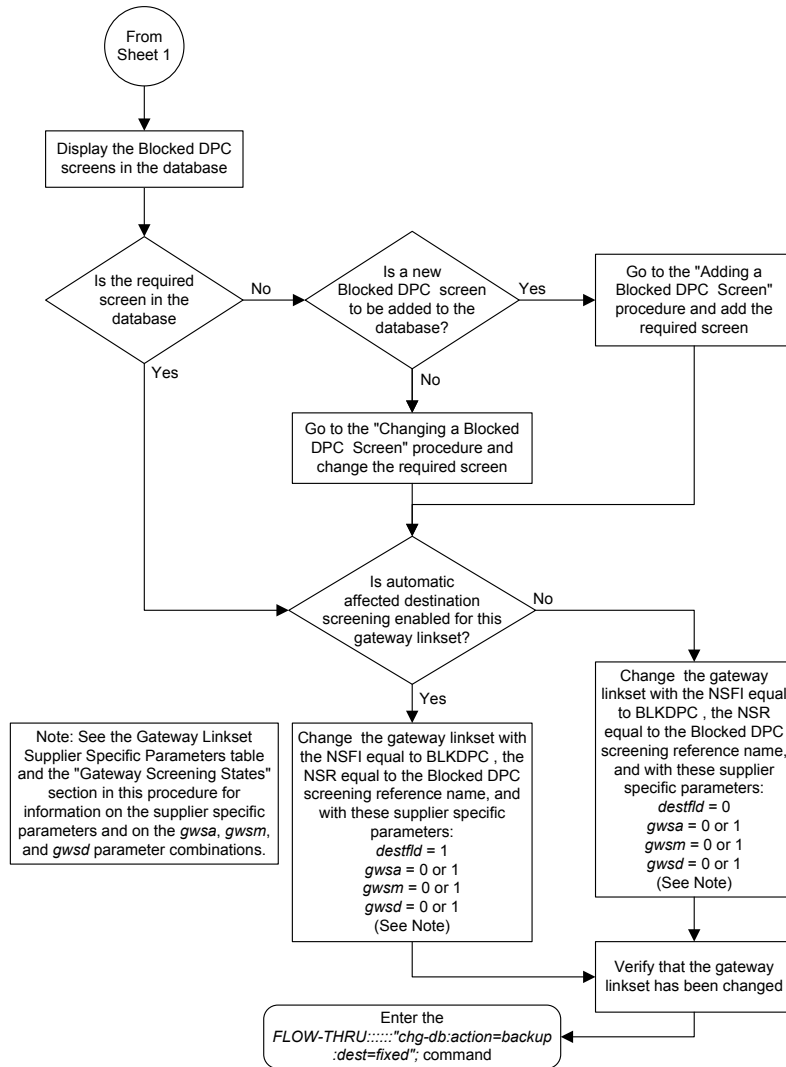 From
Sheet 1
Display the Blocked DPC
screens in the database
Is the required
screen in the
database
No
Is a new
Blocked DPC screen
to be added to the
database?
Yes
Go to the "Adding a
Blocked DPC Screen"
procedure and add the
required screen
Yes
No
Go to the "Changing a Blocked
DPC Screen" procedure and
change the required screen
Is automatic
affected destination
screening enabled for this
gateway linkset?
No
Yes
Change the gateway
linkset with the NSFI equal
to BLKDPC , the NSR
equal to the Blocked DPC
screening reference name,
and with these supplier
specific parameters:
destfld = 0
gwsa = 0 or 1
gwsm = 0 or 1
gwsd = 0 or 1
(See Note)
Note: See the Gateway Linkset
Supplier Specific Parameters table
and the "Gateway Screening States"
section in this procedure for
information on the supplier specific
parameters and on the gwsa, gwsm,
and gwsd parameter combinations.
Change the gateway linkset with
the NSFI equal to BLKDPC , the
NSR equal to the Blocked DPC
screening reference name, and
with these supplier specific
parameters:
destfld = 1
gwsa = 0 or 1
gwsm = 0 or 1
gwsd = 0 or 1
(See Note)
Verify that the gateway
linkset has been changed
Enter the
FLOW-THRU::::::"chg-db:action=backup
:dest=fixed"; command